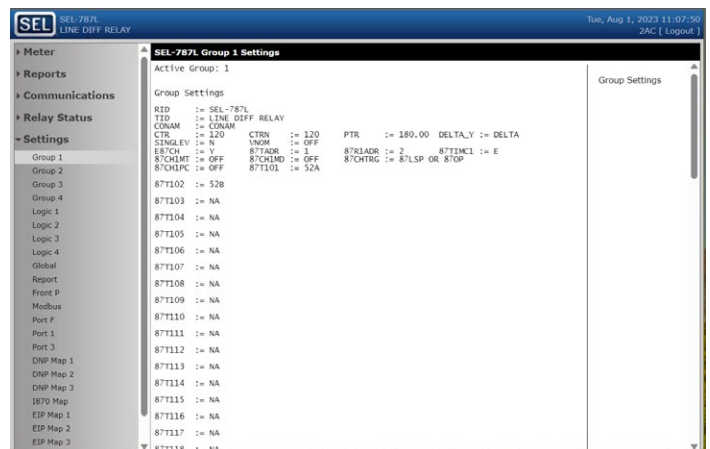 SEL SEL-787L
LINE DIFF RELAY
Tue, Aug 1, 2023 11:07:50
2AC [ Logout ]
Meter
Reports
Communications
Relay Status
Settings
Group 1
Group 2
Group 3
Group 4
Logic 1
Logic 2
Logic 3
Logic 4
Global
Report
Front P
Modbus
Port F
Port 1
Port 3
DNP Map 1
DNP Map 2
DNP Map 3
I870 Map
EIP Map 1
EIP Map 2
EIP Map 3
SEL-787L Group 1 Settings
Active Group: 1
Group Settings
RID := SEL-787L
TID := LINE DIFF RELAY
CONAM := CONAM
CTR := 120 CTRN := 120 PTR := 180.00 DELTA_Y := DELTA
SINGLEV := N VNOM := OFF
E87CH := Y 87TADR := 1 87R1ADR := 2 87TIMC1 := E
87CH1MT := OFF 87CH1MD := OFF 87CHTRG := 87LSP OR 87OP
87CH1PC := OFF 87T101 := 52A
87T102 := 52B
87T103 := NA
87T104 := NA
87T105 := NA
87T106 := NA
87T107 := NA
87T108 := NA
87T109 := NA
87T110 := NA
87T111 := NA
87T112 := NA
87T113 := NA
87T114 := NA
87T115 := NA
87T116 := NA
87T117 := NA
87T118 := NA
Group Settings